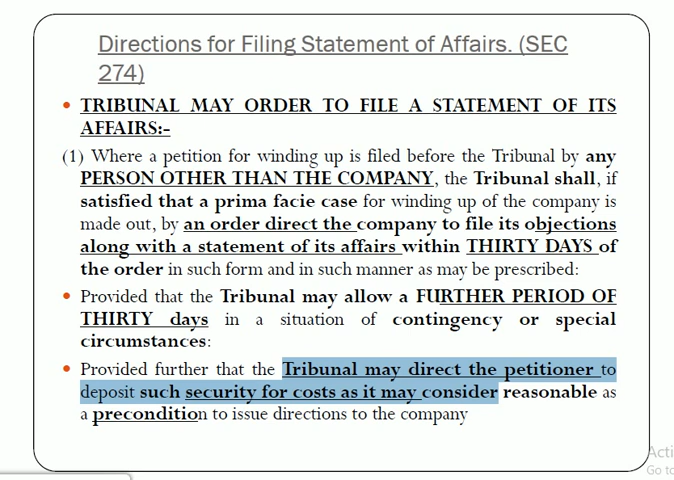 Directions for Filing Statement of Affairs. (SEC
274)
• TRIBUNAL MAY ORDER TO FILE A STATEMENT OF ITS
AFFAIRS:-
(1) Where a petition for winding up is filed before the Tribunal by any
PERSON OTHER THAN THE COMPANY, the Tribunal shall, if
satisfied that a prima facie case for winding up of the company is
made out, by an order direct the company to file its objections
along with a statement of its affairs within THIRTY DAYS of
the order in such form and in such manner as may be prescribed:
• Provided that the Tribunal may allow a FURTHER PERIOD OF
THIRTY days in a situation of contingency or special
circumstances:
• Provided further that the Tribunal may direct the petitioner to
deposit such security for costs as it may consider reasonable as
a precondition to issue directions to the company
Acti
Go to